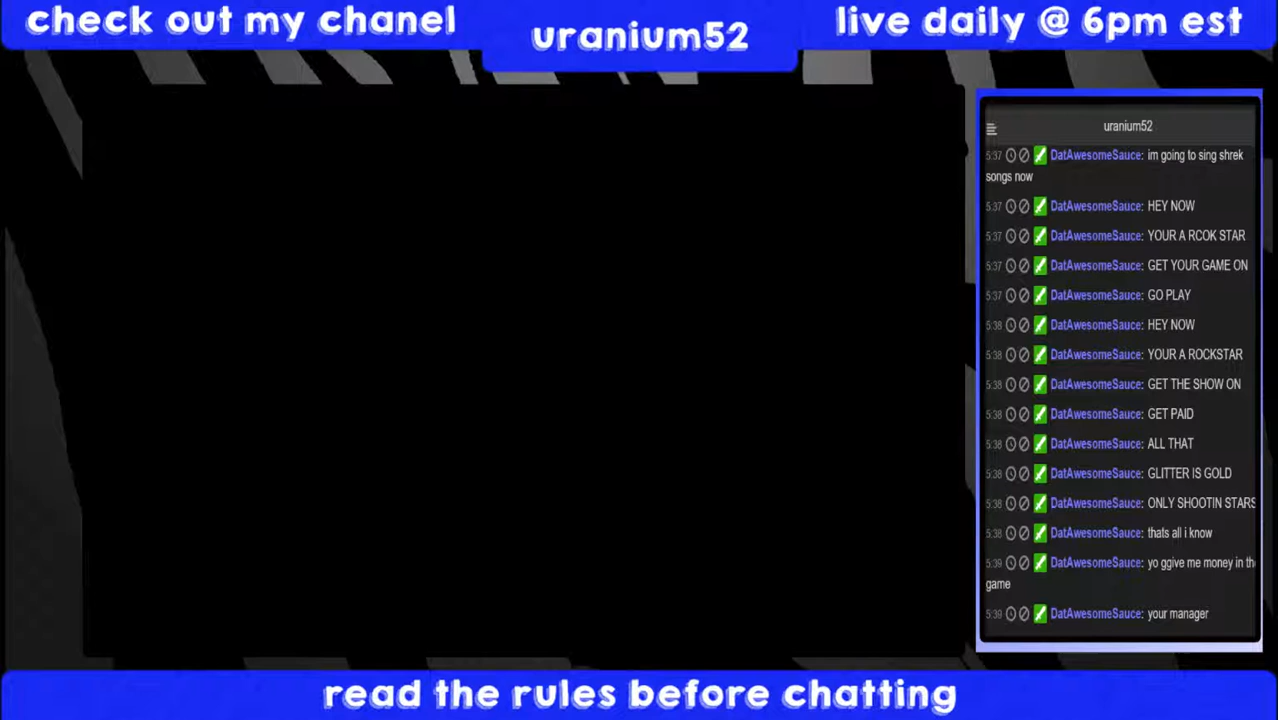 check out my chanel
uranium52
live daily @ 6pm est
uranium52
5:37 DatAwesomeSauce: im going to sing shrek
songs now
5:37 DatAwesomeSauce: HEY NOW
5:37 DatAwesomeSauce: YOUR A RCOK STAR
5:37 DatAwesomeSauce: GET YOUR GAME ON
5:37 DatAwesomeSauce: GO PLAY
5:38 DatAwesomeSauce: HEY NOW
5:38 DatAwesomeSauce: YOUR A ROCKSTAR
5:38 DatAwesomeSauce: GET THE SHOW ON
5:38 DatAwesomeSauce: GET PAID
5:38 DatAwesomeSauce: ALL THAT
5:38 DatAwesomeSauce: GLITTER IS GOLD
5:38 DatAwesomeSauce: ONLY SHOOTIN STARS
5:38 DatAwesomeSauce: thats all i know
5:39 DatAwesomeSauce: yo ggive me money in the
game
5:39 DatAwesomeSauce: your manager
read the rules before chatting